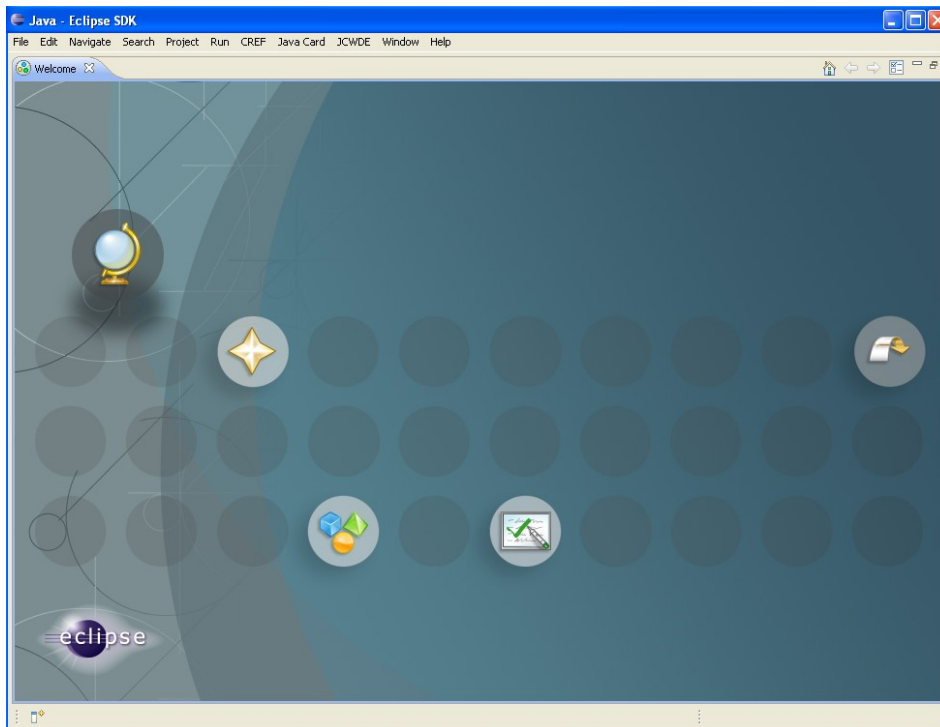 Java - Eclipse SDK
File Edit Navigate Search Project Run CREF Java Card JCWDE Window Help
Welcome
eclipse